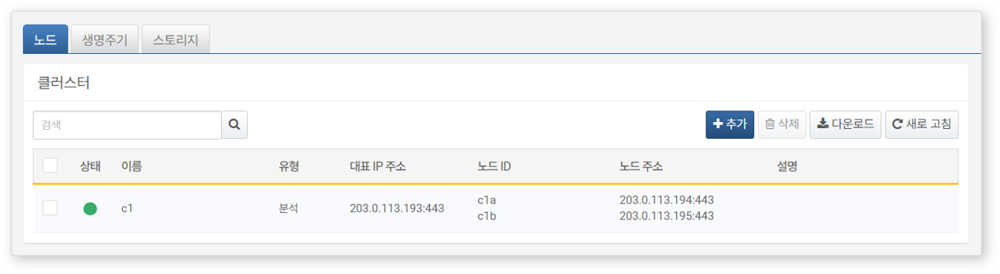 노드 생명주기 스토리지
클러스터
검색 추가 삭제 다운로드 새로 고침
상태 이름 유형 대표 IP 주소 노드 ID 노드 주소 설명
c1 분석 203.0.113.193:443 c1a 203.0.113.194:443
c1b 203.0.113.195:443